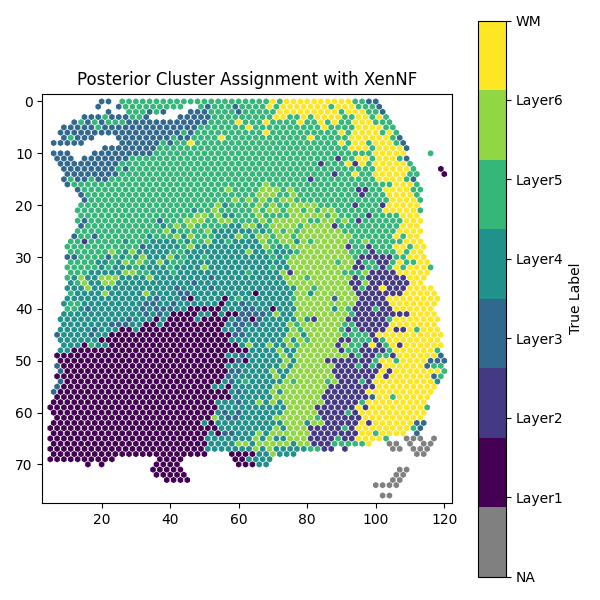 Posterior Cluster Assignment with XenNF
0
10
20
30
40
50
60
70
20
40
60
80
100
120
WM
Layer6
Layer5
Layer4
Layer3
Layer2
Layer1
NA
True Label